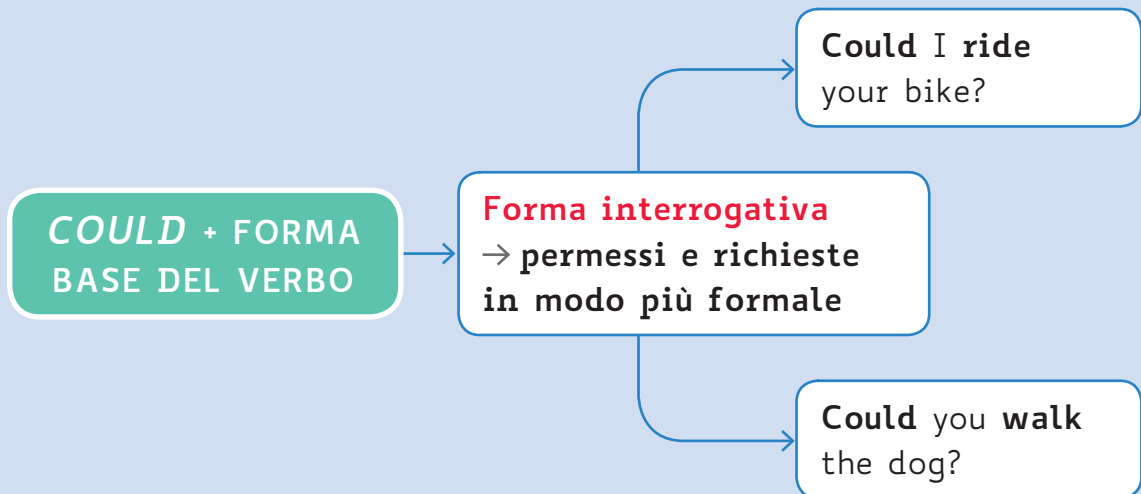 COULD + FORMA
BASE DEL VERBO
Forma interrogativa
→ permessi e richieste
in modo più formale
Could I ride
your bike?
Could you walk
the dog?